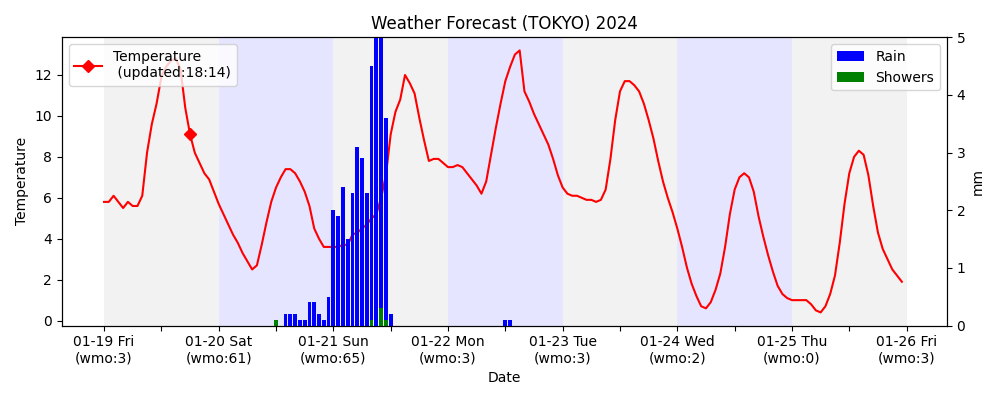 Weather Forecast (TOKYO) 2024
Temperature
(updated:18:14)
Rain
Showers
12
10
8
6
4
2
0
Temperature
5
4
3
2
1
0
mm
01-19 Fri
(wmo:3)
01-20 Sat
(wmo:61)
01-21 Sun
(wmo:65)
01-22 Mon
(wmo:3)
01-23 Tue
(wmo:3)
01-24 Wed
(wmo:2)
01-25 Thu
(wmo:0)
01-26 Fri
(wmo:3)
Date